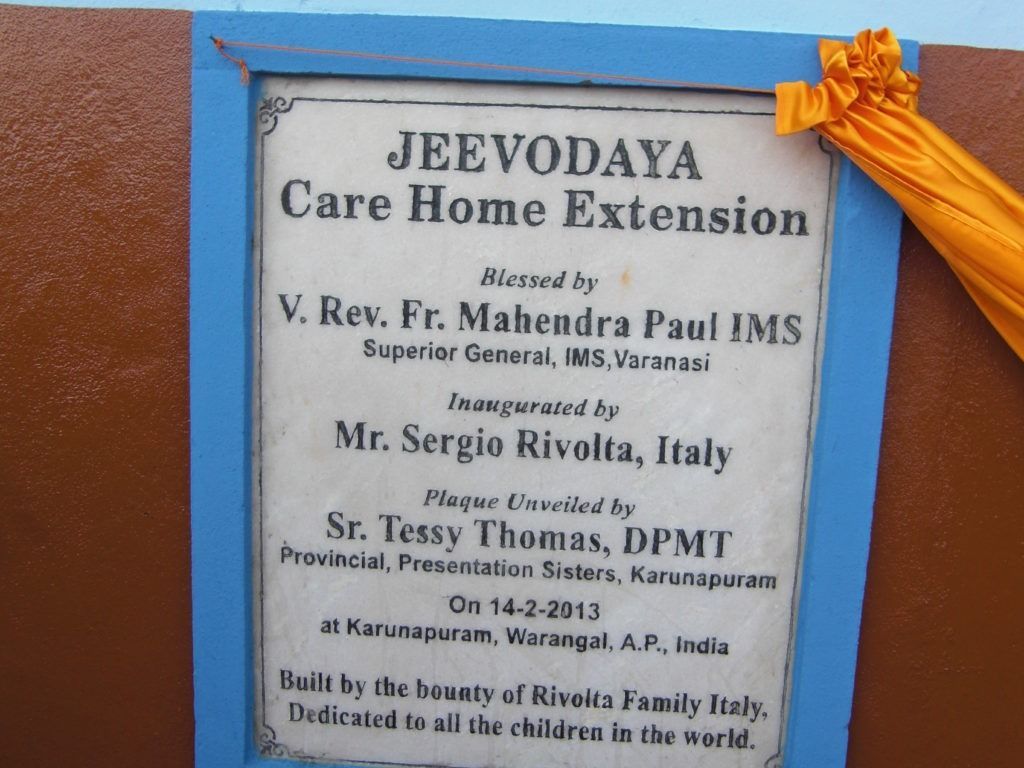 JEEVODAYA
Care Home Extension
Blessed by
V. Rev. Fr. Mahendra Paul IMS
Superior General, IMS,Varanasi
Inaugurated by
Mr. Sergio Rivolta, Italy
Plaque Unveiled by
Sr. Tessy Thomas, DPMT
Provincial, Presentation Sisters, Karunapuram
On 14-2-2013
at Karunapuram, Warangal, A.P., India
Built by the bounty of Rivolta Family Italy,
Dedicated to all the children in the world.